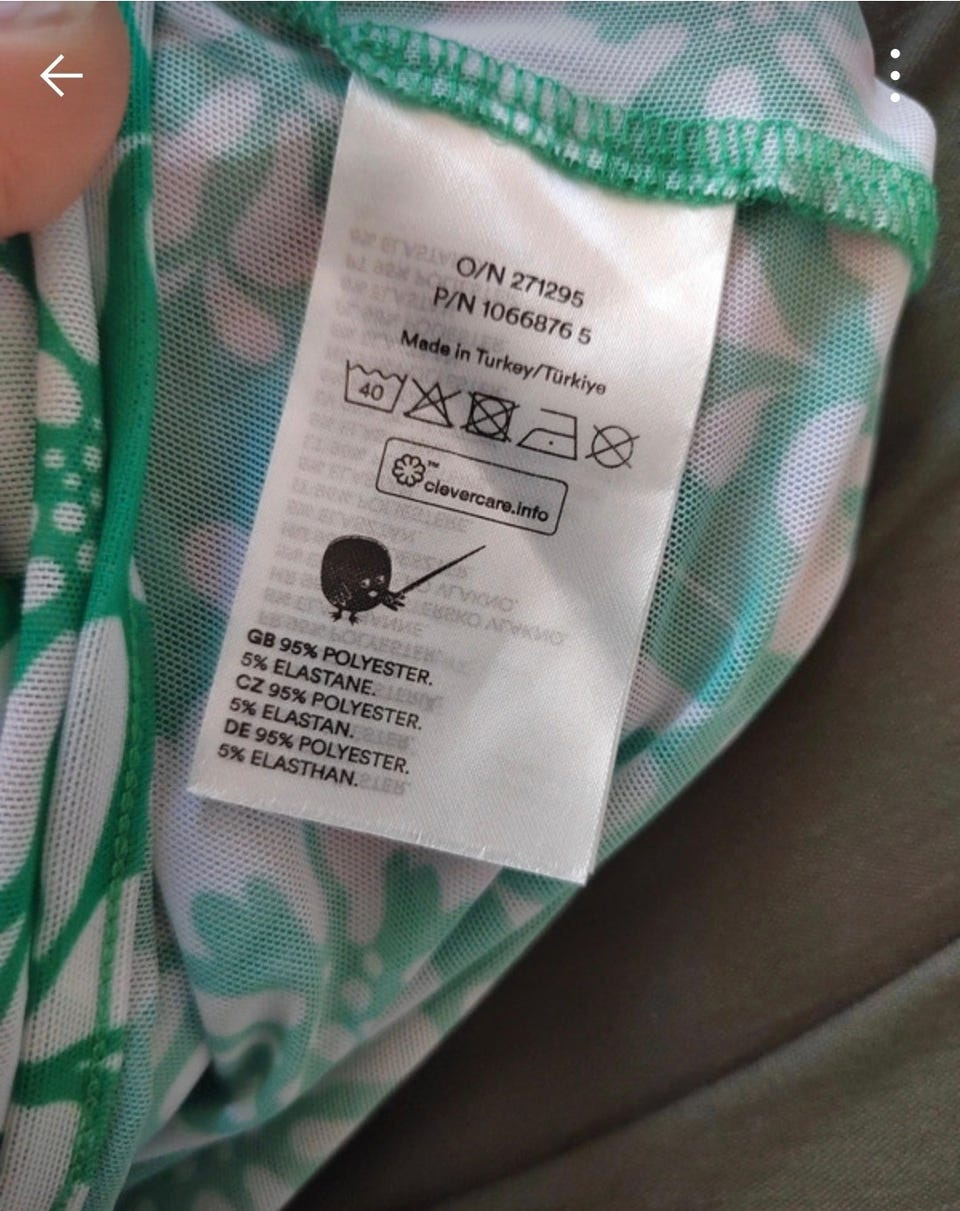 O/N 271295
P/N 1066876 5
Made in Turkey/Türkiye
40
™
clevercare.info
GB 95% POLYESTER.
5% ELASTANE.
CZ 95% POLYESTER.
5% ELASTAN.
DE 95% POLYESTER.
5% ELASTHAN.